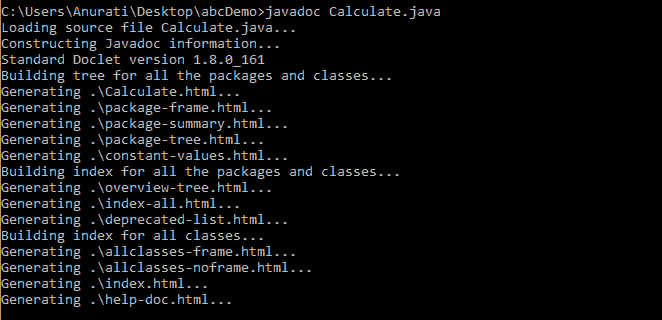 C:\Users\Anurati\Desktop\abcDemo>javadoc Calculate.java
Loading source file Calculate.java...
Constructing Javadoc information...
Standard Doclet version 1.8.0_161
Building tree for all the packages and classes...
Generating .\Calculate.html...
Generating .\package-frame.html...
Generating .\package-summary.html...
Generating .\package-tree.html...
Generating .\constant-values.html...
Building index for all the packages and classes...
Generating .\overview-tree.html...
Generating .\index-all.html...
Generating .\deprecated-list.html...
Building index for all classes...
Generating .\allclasses-frame.html...
Generating .\allclasses-noframe.html...
Generating .\index.html...
Generating .\help-doc.html...